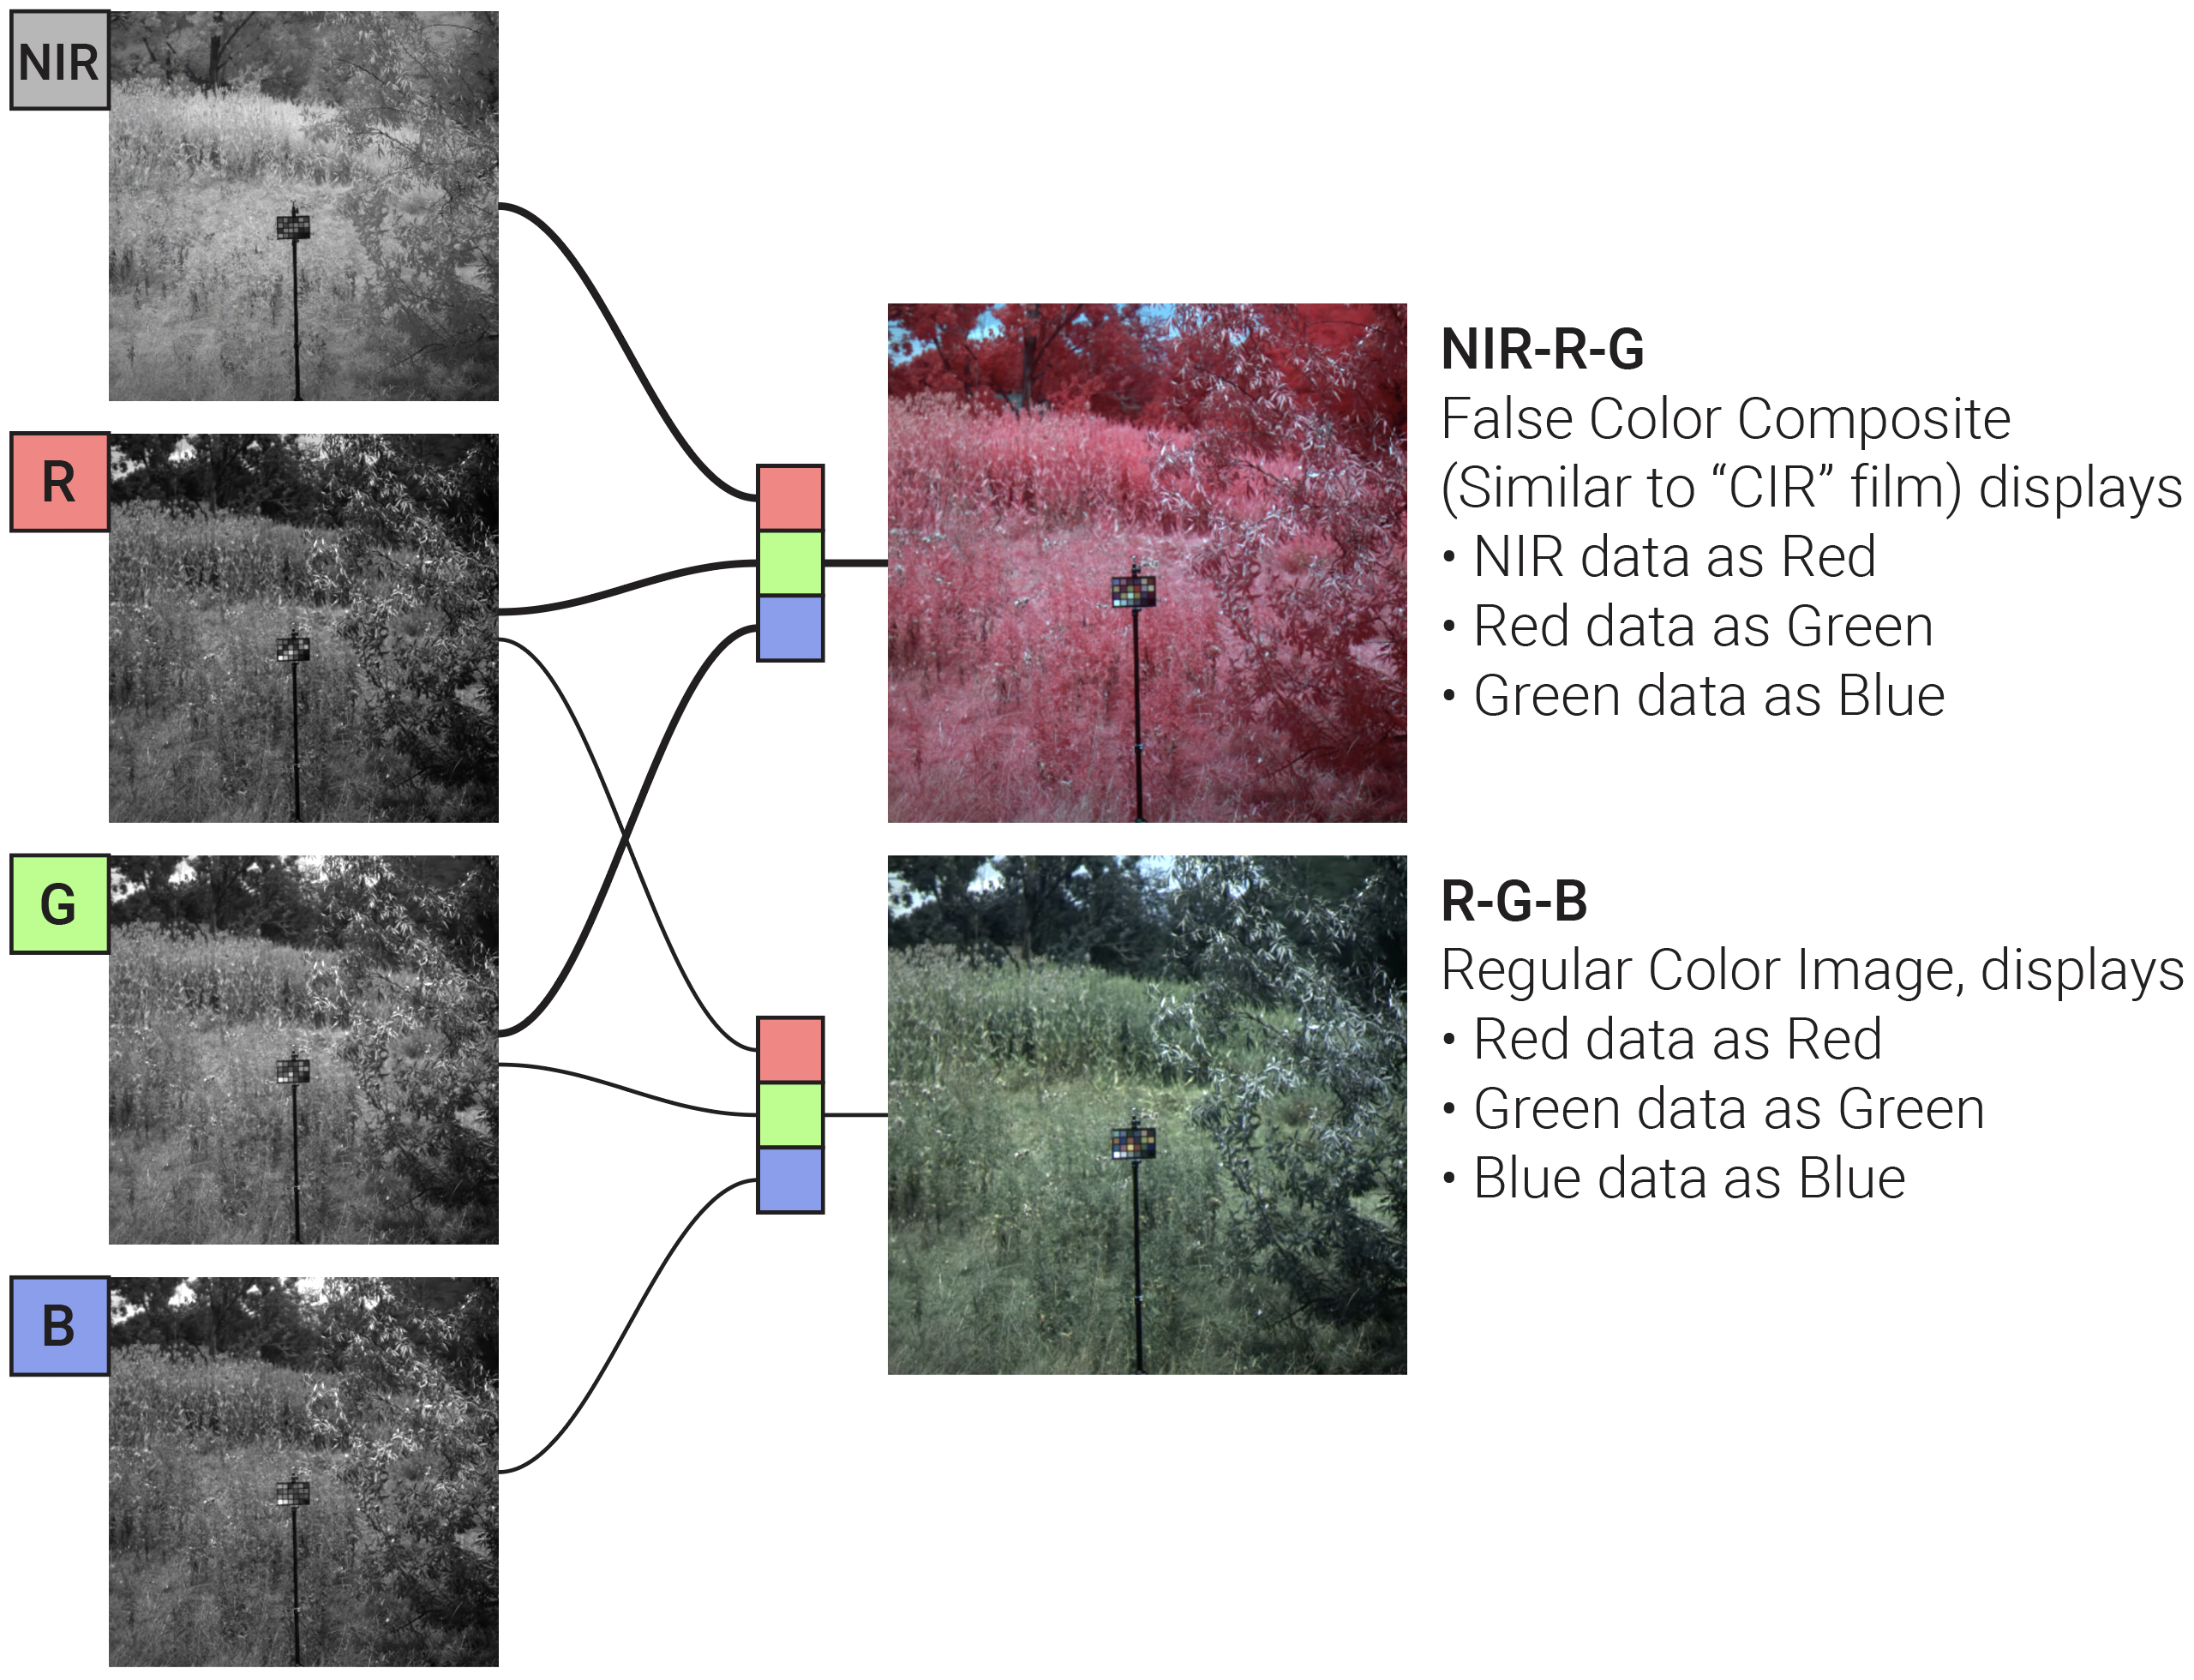 NIR
R
G
B
NIR-R-G
False Color Composite
(Similar to “CIR” film) displays
• NIR data as Red
• Red data as Green
• Green data as Blue
R-G-B
Regular Color Image, displays
• Red data as Red
• Green data as Green
• Blue data as Blue